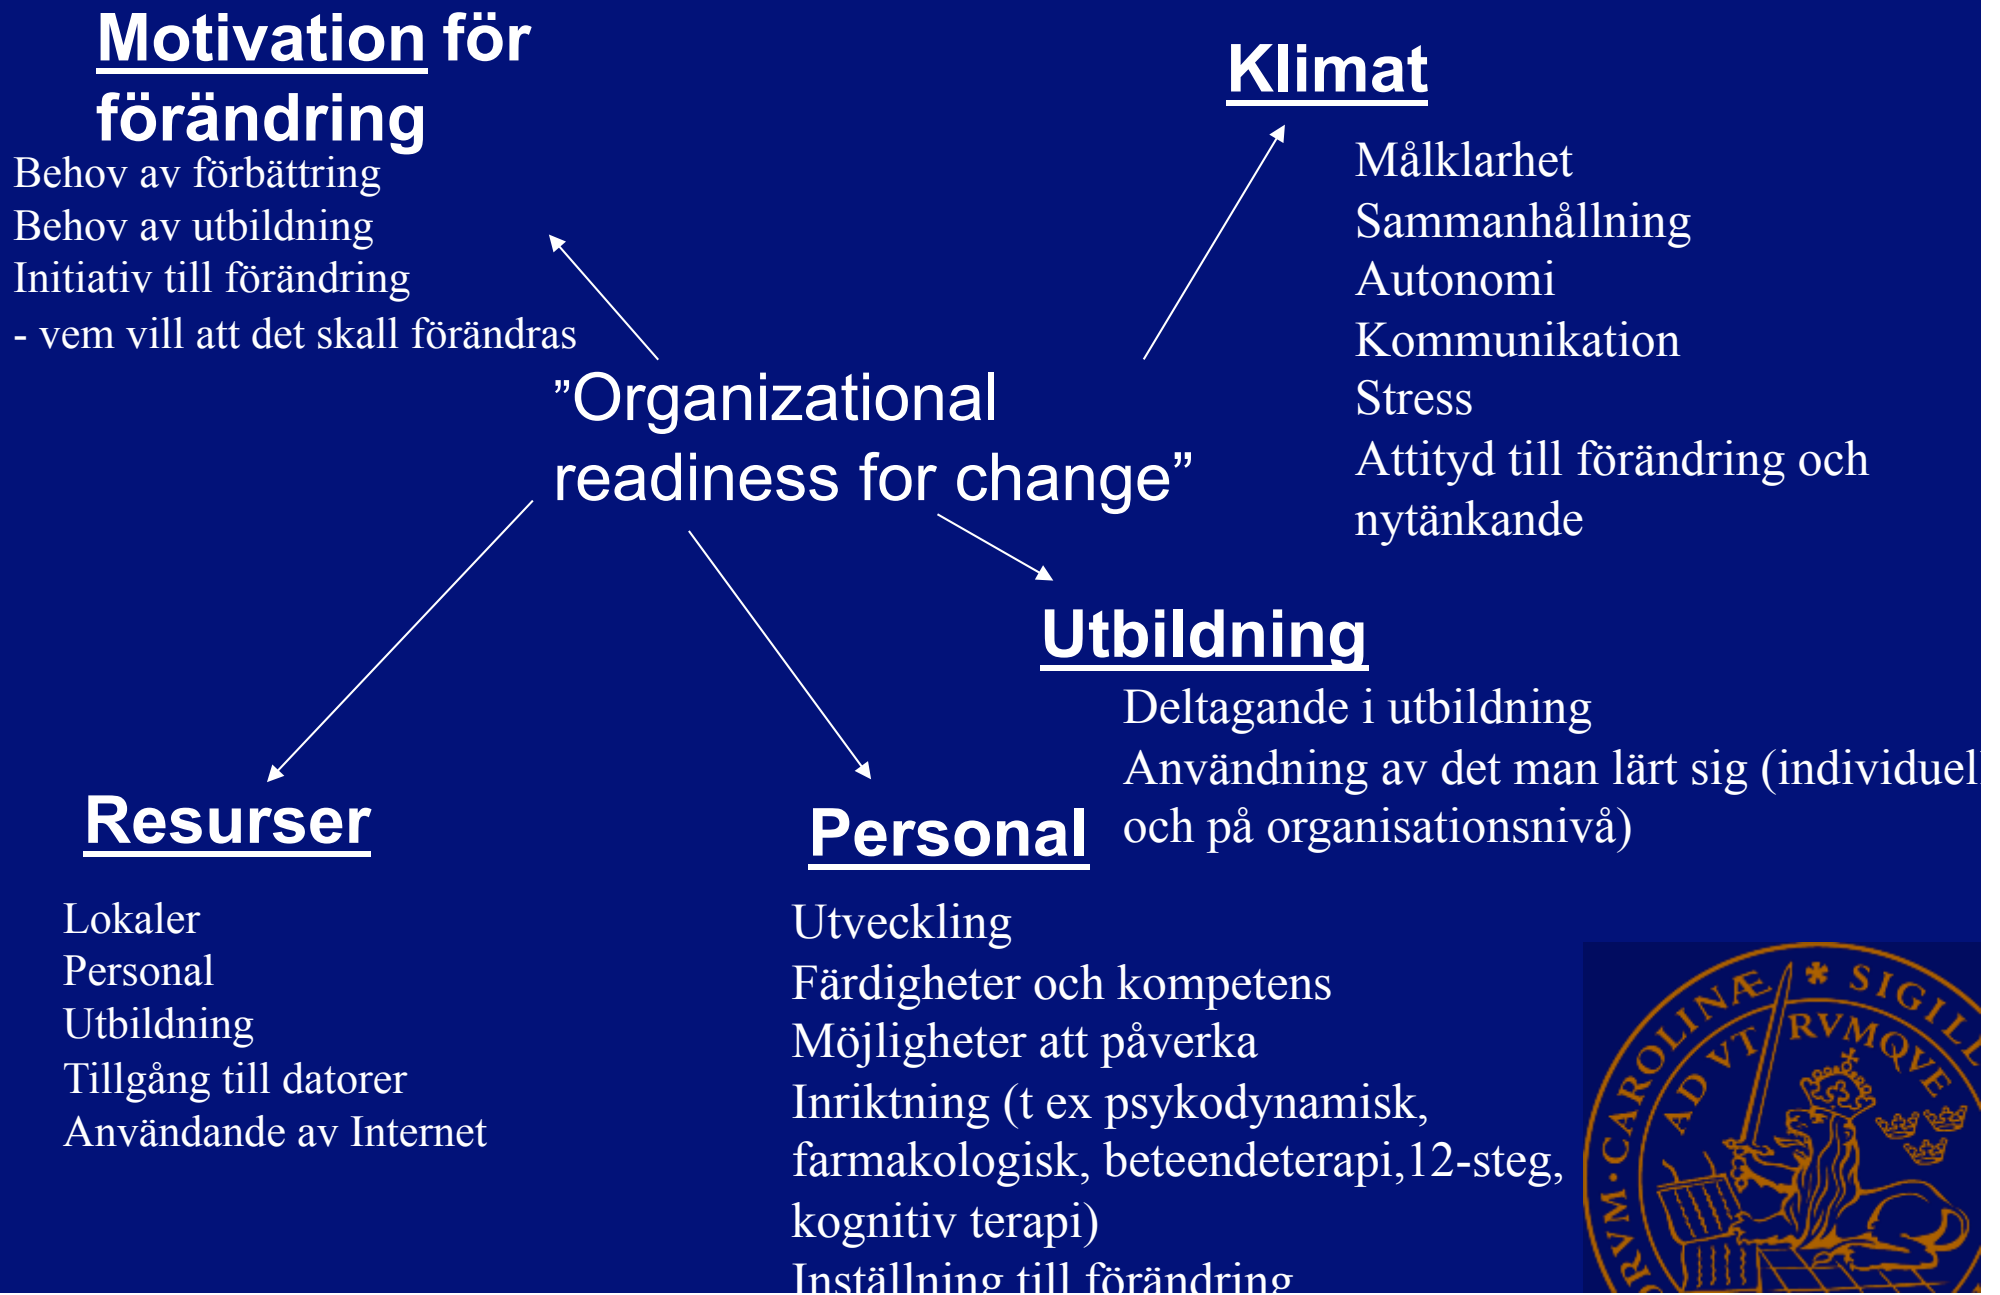 Motivation för
förändring
Behov av förbättring
Behov av utbildning
Initiativ till förändring
- vem vill att det skall förändras
Klimat
Målklarhet
Sammanhållning
Autonomi
Kommunikation
Stress
Attityd till förändring och
nytänkande
”Organizational
readiness for change”
Utbildning
Deltagande i utbildning
Användning av det man lärt sig (individuel
och på organisationsnivå)
Resurser
Lokaler
Personal
Utbildning
Tillgång till datorer
Användande av Internet
Personal
Utveckling
Färdigheter och kompetens
Möjligheter att påverka
Inriktning (t ex psykodynamisk,
farmakologisk, beteendeterapi,12-steg,
kognitiv terapi)
Inställning till förändring
RVM·CAROLINÆ * SIGIL
AD VTRVMQVE